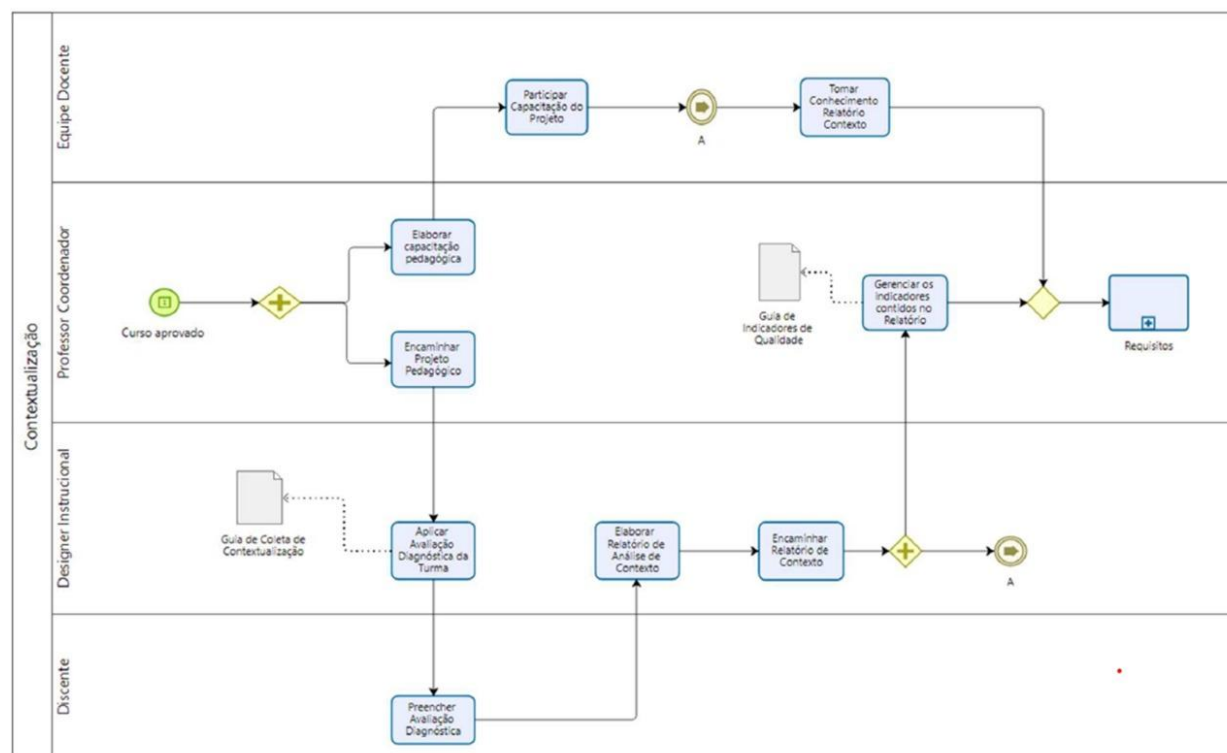 Contextualização
Equipe Docente
Participar
Capacitação do
Projeto
A
Tomar
Conhecimento
Relatório
Contexto
Professor Coordenador
Curso aprovado
Elaborar
capacitação
pedagógica
Encaminhar
Projeto
Pedagógico
Guia de
Indicadores de
Qualidade
Gerenciar os
indicadores
contidos no
Relatório
Requisitos
Designer Instrucional
Guia de Coleta de
Contextualização
Aplicar
Avaliação
Diagnóstica da
Turma
Elaborar
Relatório de
Análise de
Contexto
Encaminhar
Relatório de
Contexto
A
Discente
Preencher
Avaliação
Diagnóstica